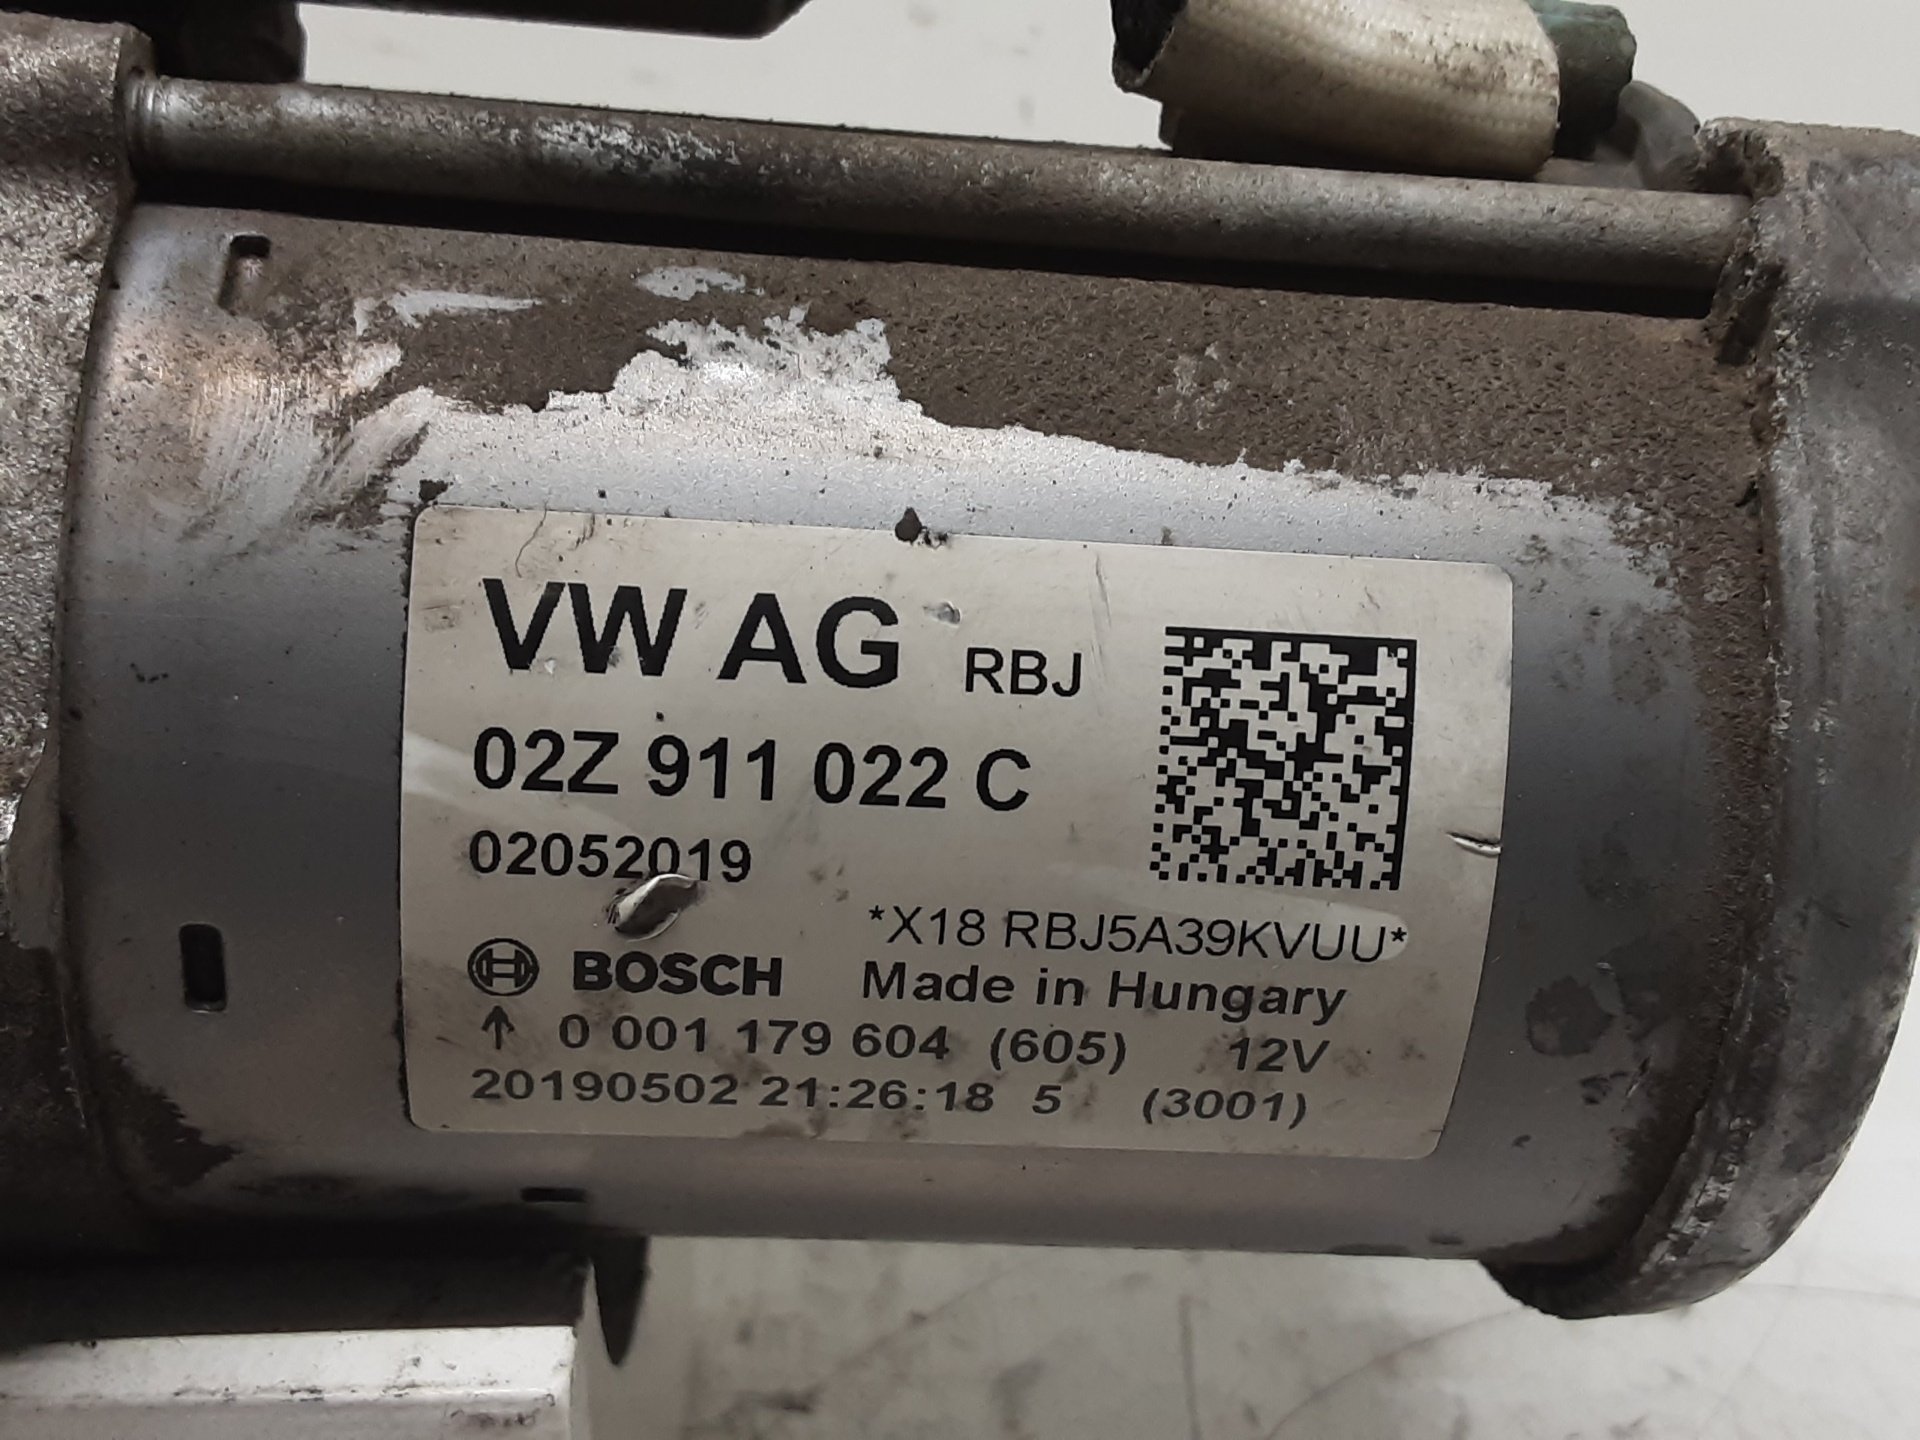 VW AG RBJ
02Z 911 022 C
02052019
*X18 RBJ5A39KVUU*
BOSCH Made in Hungary
↑ 0 001 179 604 (605) 12V
20190502 21:26:18 5 (3001)